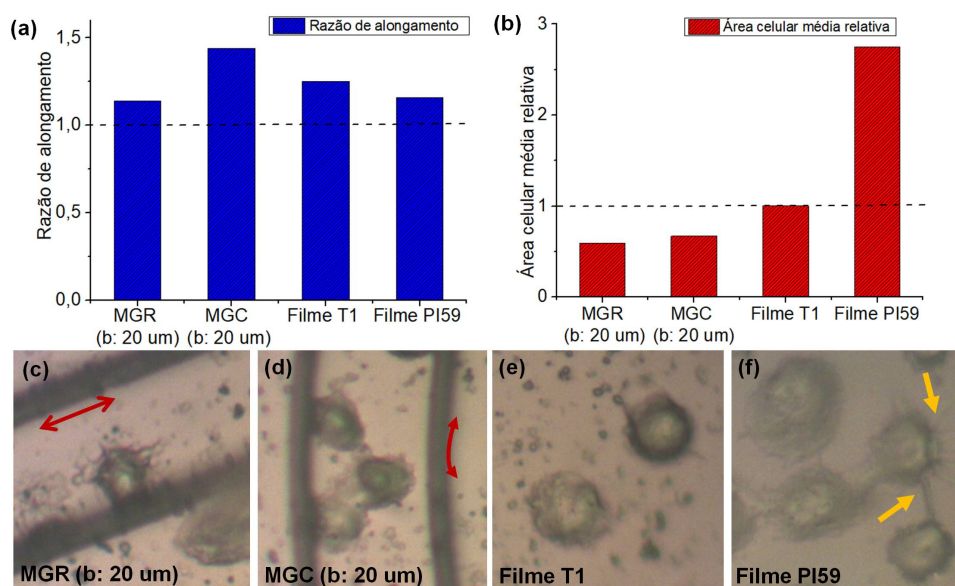 (a)
Razão de alongamento
Razão de alongamento
1,5
1,0
0,5
0,0
MGR
(b: 20 um)
MGC
(b: 20 um)
Filme T1
Filme PI59
(b)
Área celular média relativa
Área celular média relativa
3
2
1
0
MGR
(b: 20 um)
MGC
(b: 20 um)
Filme T1
Filme PI59
(c)
MGR (b: 20 um)
(d)
MGC (b: 20 um)
(e)
Filme T1
(f)
Filme PI59